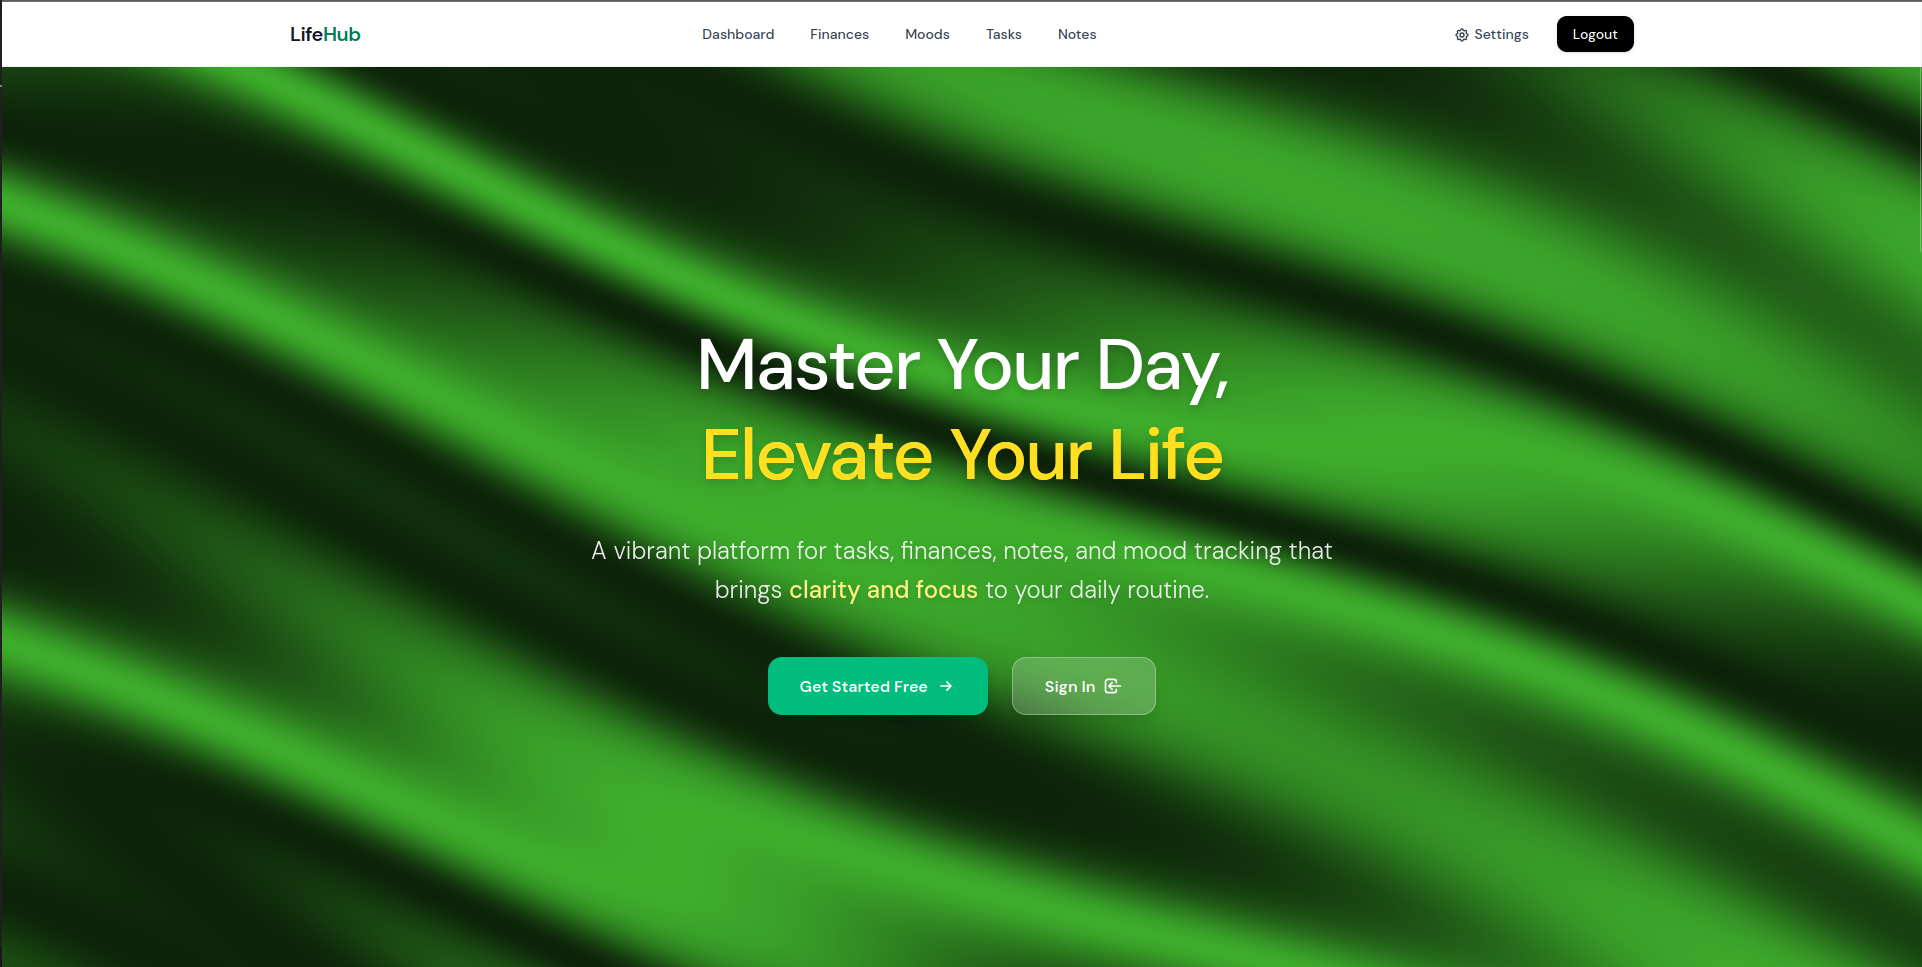 LifeHub
Dashboard
Finances
Moods
Tasks
Notes
Settings
Logout
Master Your Day,
Elevate Your Life
A vibrant platform for tasks, finances, notes, and mood tracking that
brings clarity and focus to your daily routine.
Get Started Free
Sign In